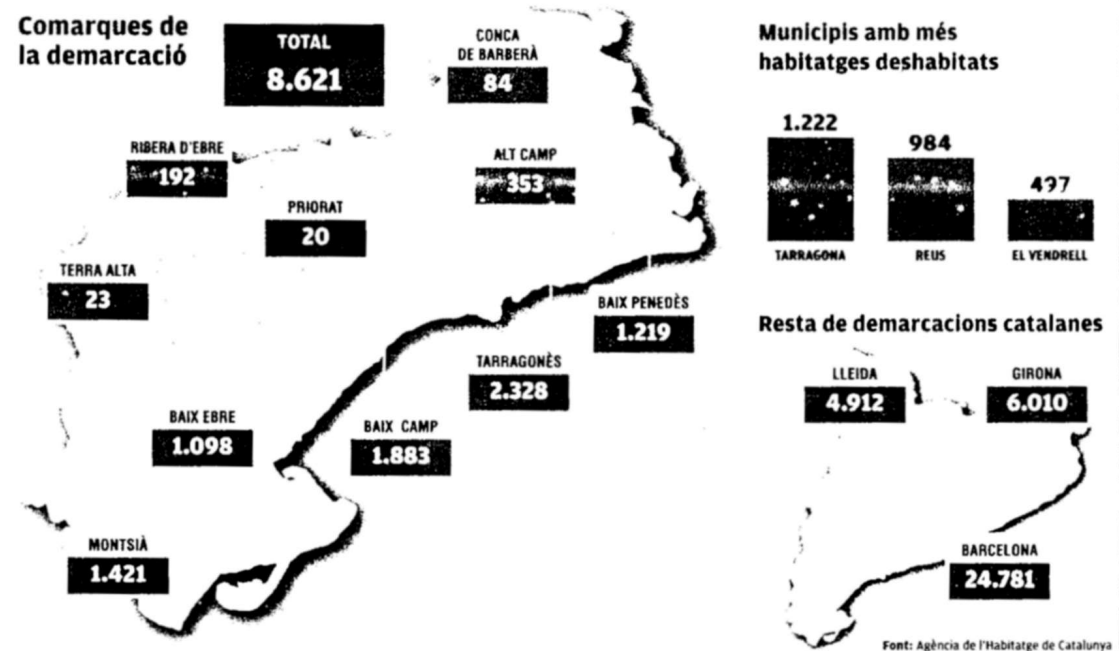 Comarques de
la demarcació
TOTAL
8.621
CONCA
DE BARBERÀ
84
RIBERA D'EBRE
192
ALT CAMP
353
PRIORAT
20
TERRA ALTA
23
BAIX PENEDÈS
1.219
TARRAGONÈS
2.328
BAIX EBRE
1.098
BAIX CAMP
1.883
MONTSIÀ
1.421
Municipis amb més
habitatges deshabitats
1.222
984
497
TARRAGONA
REUS
EL VENDRELL
Resta de demarcacions catalanes
LLEIDA
4.912
GIRONA
6.010
BARCELONA
24.781
Font: Agència de l'Habitatge de Catalunya